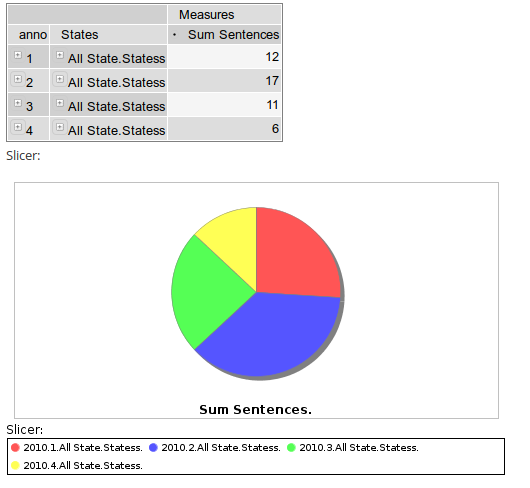 Measures
anno States • Sum Sentences
1 All State.Statess 12
2 All State.Statess 17
3 All State.Statess 11
4 All State.Statess 6
Slicer:
Sum Sentences.
Slicer:
2010.1.All State.Statess. 2010.2.All State.Statess. 2010.3.All State.Statess.
2010.4.All State.Statess.